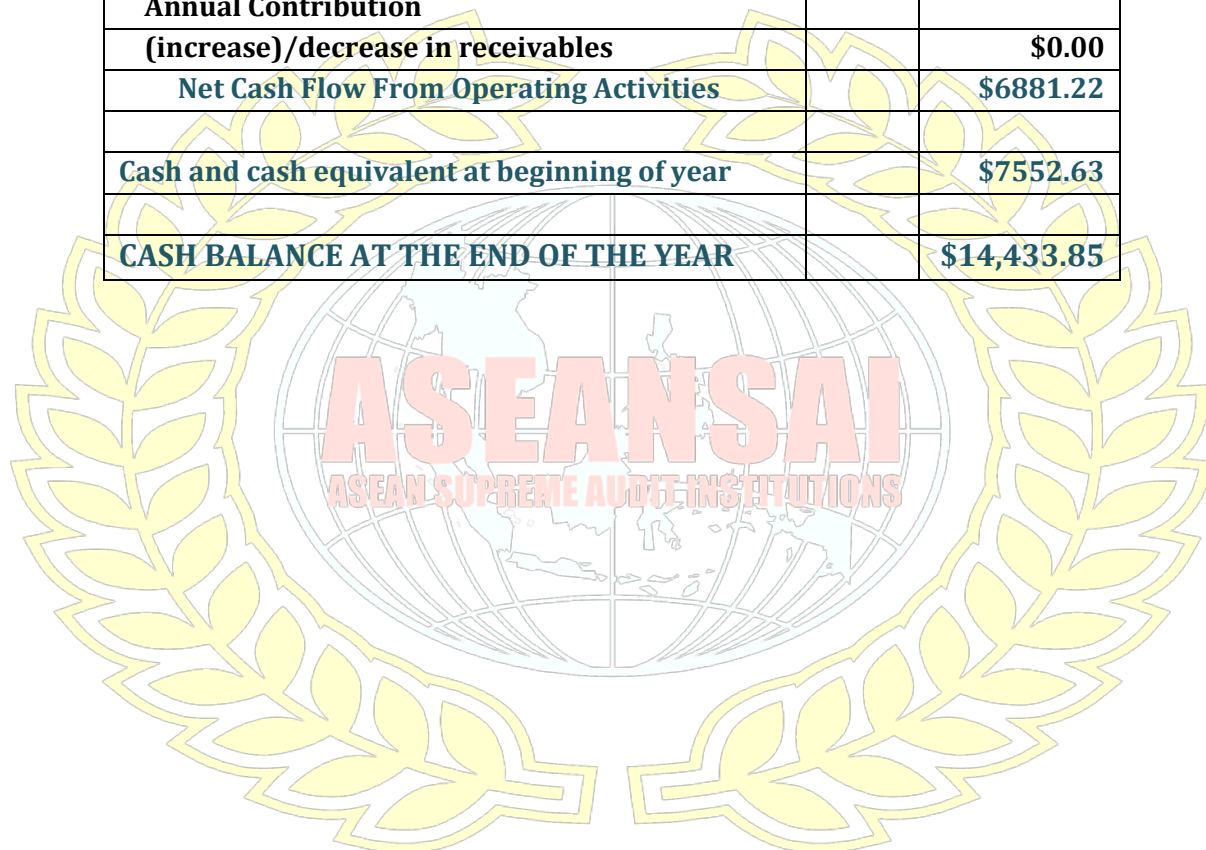 Annual Contribution
(increase)/decrease in receivables $0.00
Net Cash Flow From Operating Activities $6881.22
Cash and cash equivalent at beginning of year $7552.63
CASH BALANCE AT THE END OF THE YEAR $14,433.85
ASEANSAI
ASEAN SUPREME AUDIT INSTITUTIONS